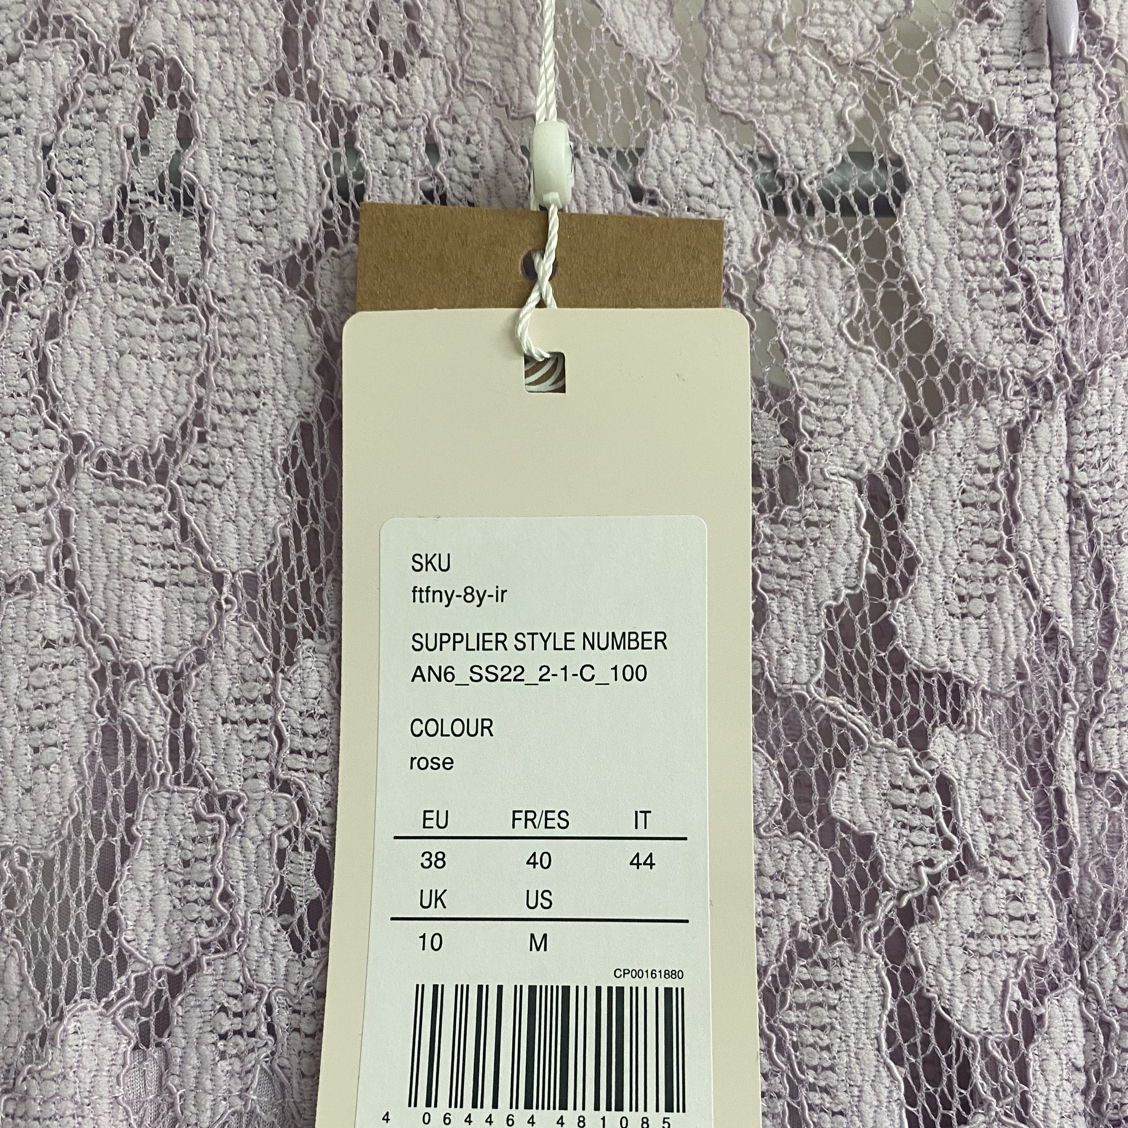 SKU
ftfny-8y-ir
SUPPLIER STYLE NUMBER
AN6_SS22_2-1-C_100
COLOUR
rose
EU FR/ES IT
38 40 44
UK US
10 M
CP00161880
4 064464 481085